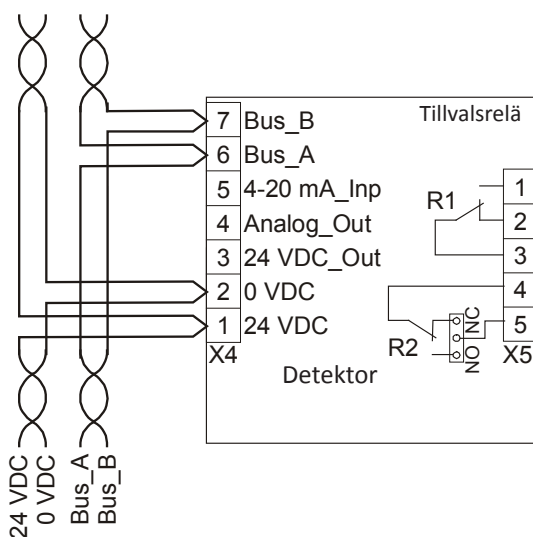 Tillvalsrelä
7 Bus_B
6 Bus_A
5 4-20 mA_Inp
4 Analog_Out
3 24 VDC_Out
2 0 VDC
1 24 VDC
X4
R1
1
2
3
4
5
X5
R2
NC
NO
Detektor
24 VDC
0 VDC
Bus_A
Bus_B